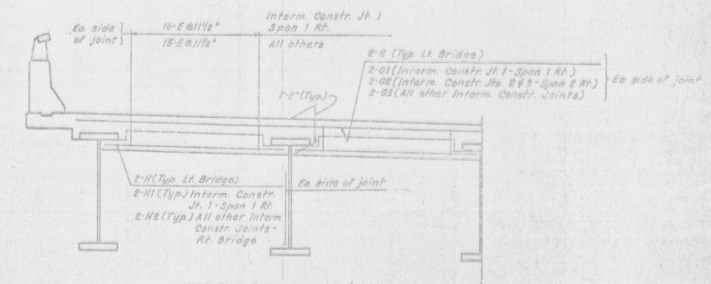 Ea. side
of joint
14-E@11½"
15-E@11½"
Interm. Constr. Jt. 1
Span 1 Rt.
All others
2-G (Typ. Lt. Bridge)
2-G1 (Interm. Constr. Jt. 1 - Span 1 Rt.)
2-G2 (Interm. Constr. Jts. 2 & 3 - Span 2 Rt.)
2-G3 (All other Interm. Constr. Joints)
Ea. side of joint
(Typ.)
2-H (Typ. Lt. Bridge)
2-H1 (Typ.) Interm. Constr.
Jt. 1 - Span 1 Rt.
2-H2 (Typ.) All other Interm.
Constr. Joints -
Rt. Bridge
Ea. side of joint